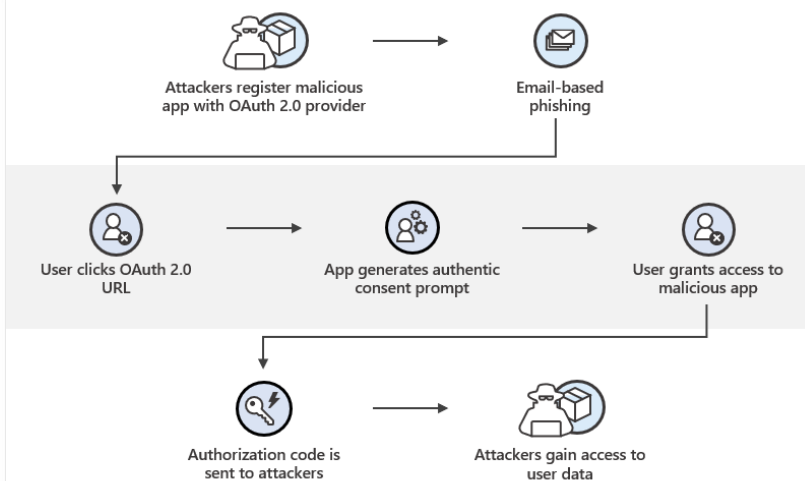 Attackers register malicious
app with OAuth 2.0 provider
Email-based
phishing
User clicks OAuth 2.0
URL
App generates authentic
consent prompt
User grants access to
malicious app
Authorization code is
sent to attackers
Attackers gain access to
user data